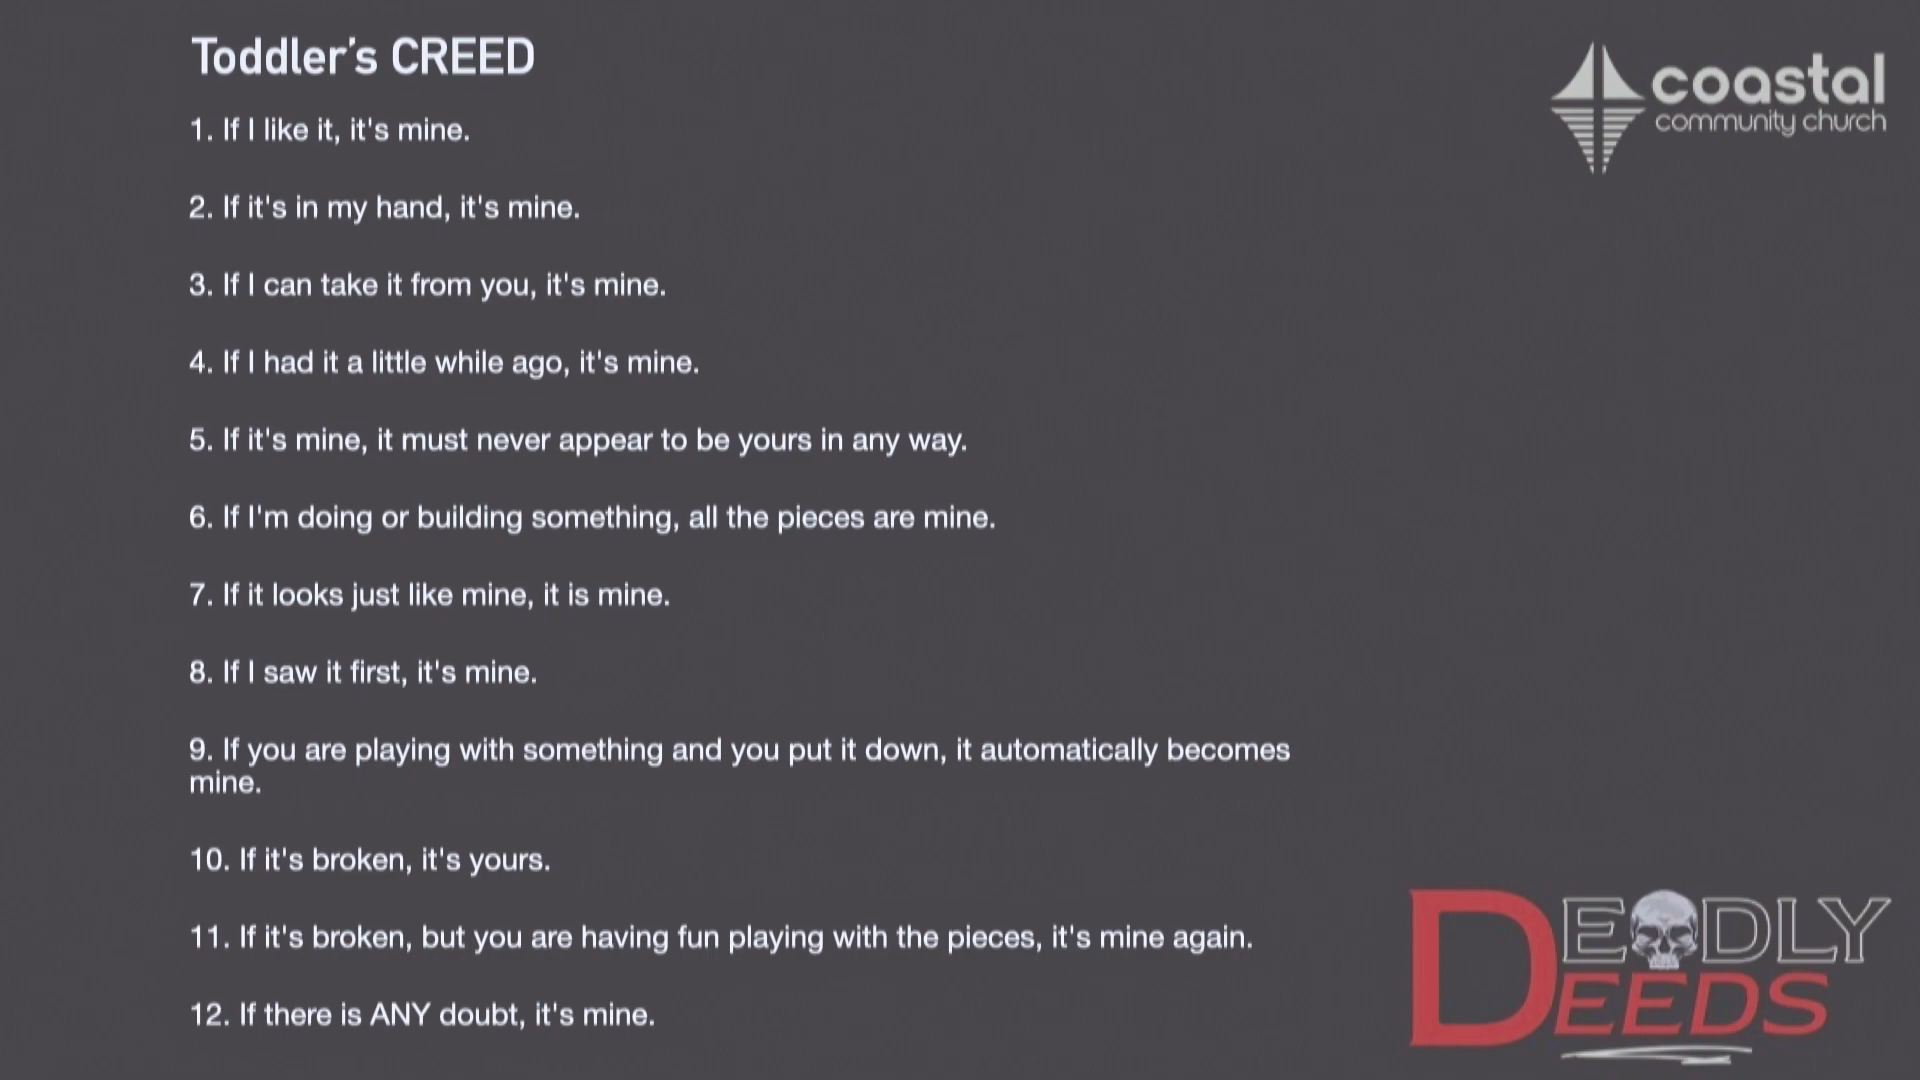 Toddler's CREED
coastal
community church
1. If I like it, it's mine.
2. If it's in my hand, it's mine.
3. If I can take it from you, it's mine.
4. If I had it a little while ago, it's mine.
5. If it's mine, it must never appear to be yours in any way.
6. If I'm doing or building something, all the pieces are mine.
7. If it looks just like mine, it is mine.
8. If I saw it first, it's mine.
9. If you are playing with something and you put it down, it automatically becomes
mine.
10. If it's broken, it's yours.
11. If it's broken, but you are having fun playing with the pieces, it's mine again.
12. If there is ANY doubt, it's mine.
DEADLY
DEEDS